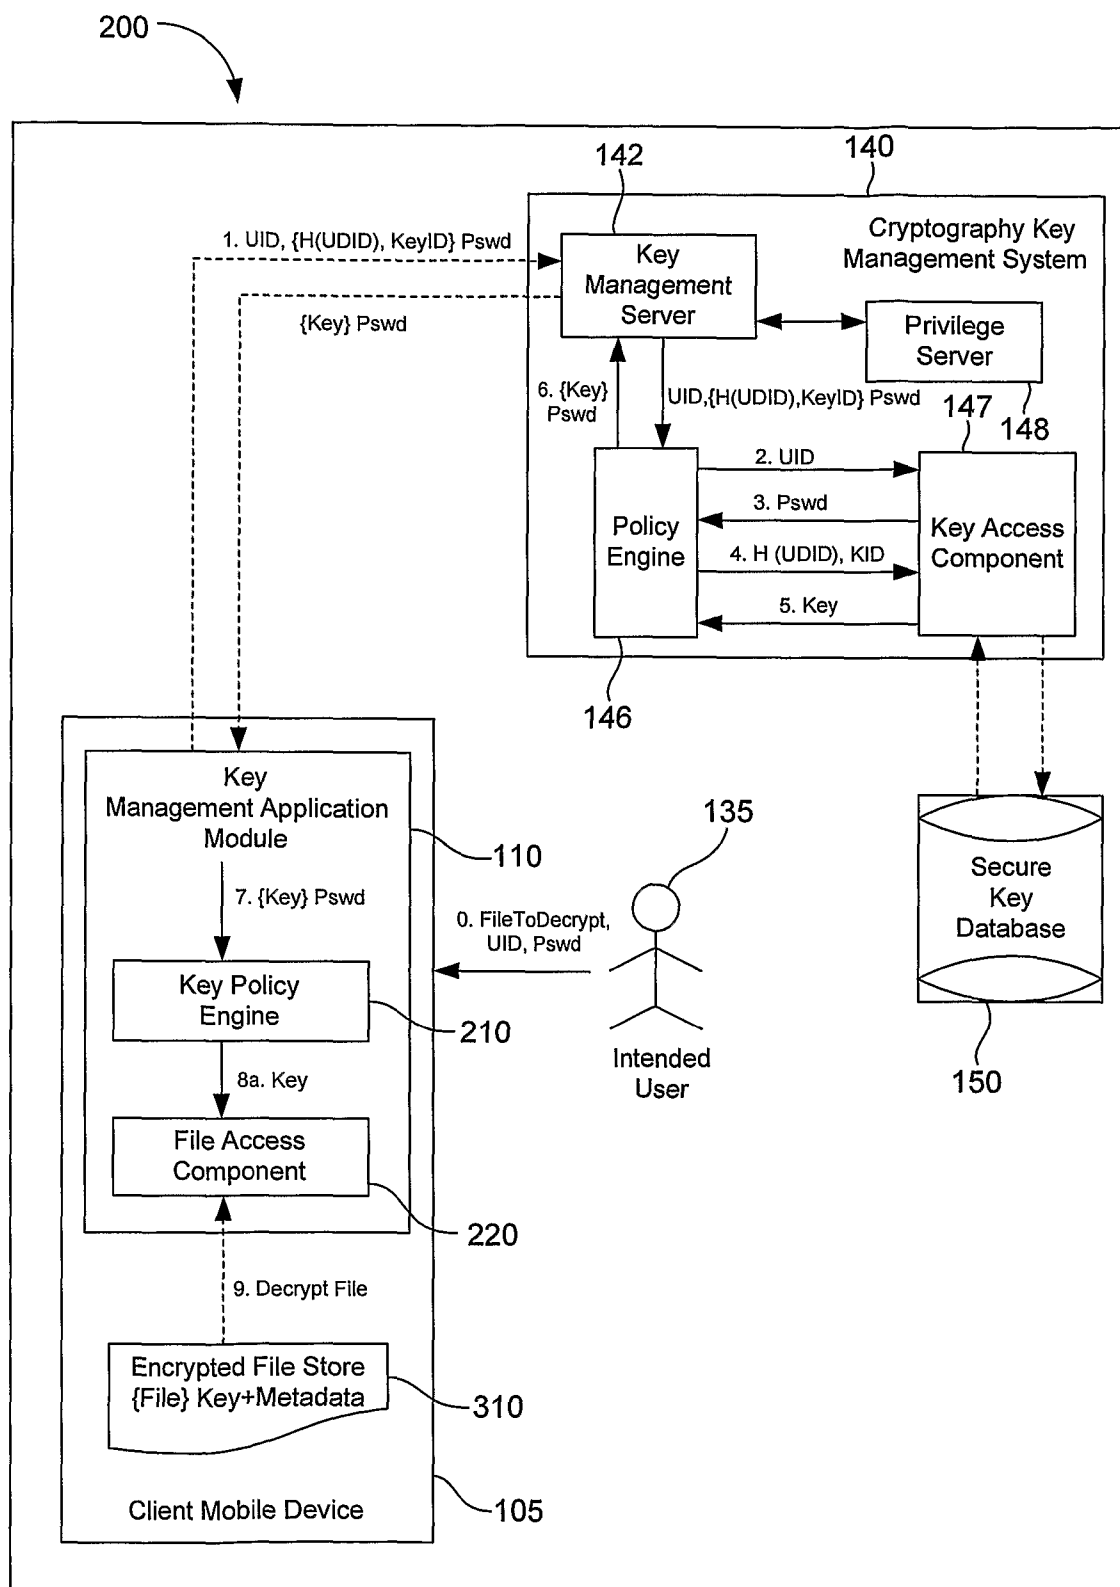 200
142
140
1. UID, {H(UDID), KeyID} Pswd
Key
Management
Server
Cryptography Key
Management System
{Key} Pswd
Privilege
Server
6. {Key}
Pswd
UID,{H(UDID),KeyID} Pswd
147
148
2. UID
3. Pswd
Policy
Engine
Key Access
Component
4. H (UDID), KID
5. Key
146
Key
Management Application
Module
135
110
7. {Key} Pswd
0. FileToDecrypt,
UID, Pswd
Secure
Key
Database
Key Policy
Engine
210
Intended
User
150
8a. Key
File Access
Component
220
9. Decrypt File
Encrypted File Store
{File} Key+Metadata
310
Client Mobile Device
105